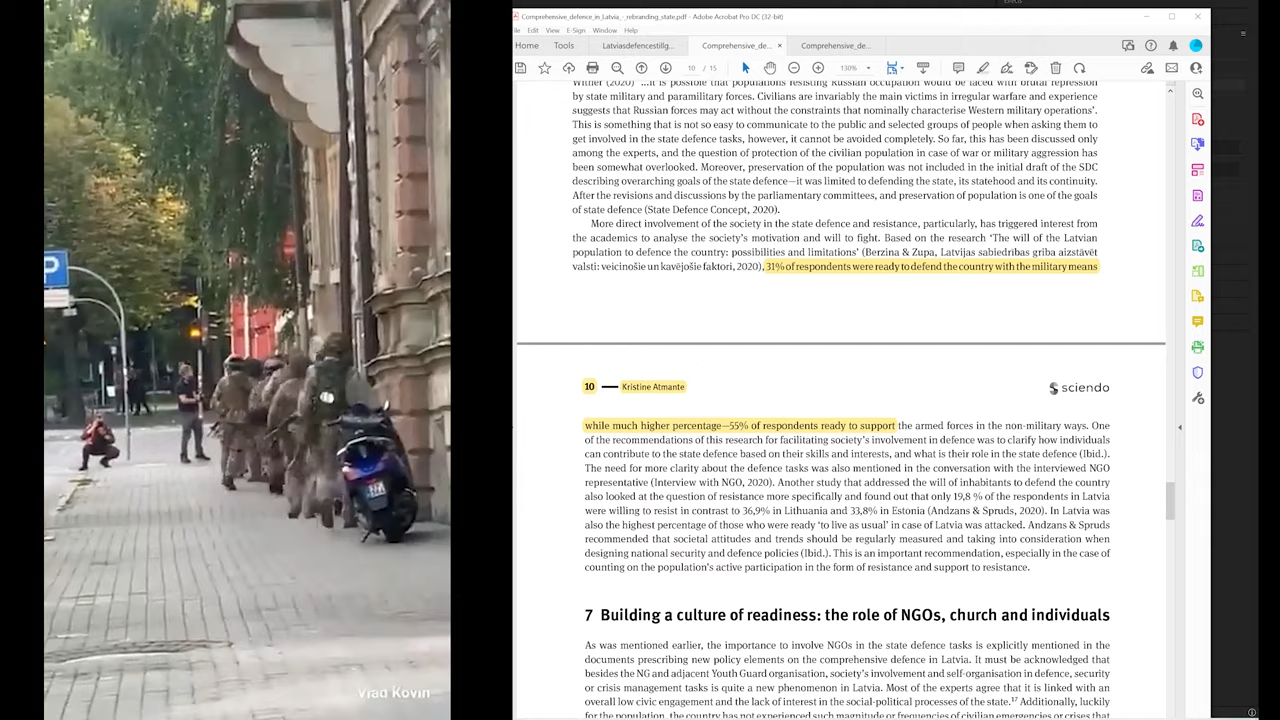 P
Vrad Kovin
Comprehensive_defence_in_Latvia_-_rebranding_state.pdf - Adobe Acrobat Pro DC (32-bit)
Edit View E-Sign Window Help
Home Tools Latviasdefencestillg... Comprehensive_de... × Comprehensive_de...
10 / 15 130%
by state military and paramilitary forces. Civilians are invariably the main victims in irregular warfare and experience
suggests that Russian forces may act without the constraints that nominally characterise Western military operations’.
This is something that is not so easy to communicate to the public and selected groups of people when asking them to
get involved in the state defence tasks, however, it cannot be avoided completely. So far, this has been discussed only
among the experts, and the question of protection of the civilian population in case of war or military aggression has
been somewhat overlooked. Moreover, preservation of the population was not included in the initial draft of the SDC
describing overarching goals of the state defence—it was limited to defending the state, its statehood and its continuity.
After the revisions and discussions by the parliamentary committees, and preservation of population is one of the goals
of state defence (State Defence Concept, 2020).
More direct involvement of the society in the state defence and resistance, particularly, has triggered interest from
the academics to analyse the society’s motivation and will to fight. Based on the research ‘The will of the Latvian
population to defence the country: possibilities and limitations’ (Berzina & Zupa, Latvijas sabiedrības griba aizstāvēt
valsti: veicinošie un kavējošie faktori, 2020), 31% of respondents were ready to defend the country with the military means
10 — Kristine Atmante
sciendo
while much higher percentage—55% of respondents ready to support the armed forces in the non-military ways. One
of the recommendations of this research for facilitating society’s involvement in defence was to clarify how individuals
can contribute to the state defence based on their skills and interests, and what is their role in the state defence (Ibid.).
The need for more clarity about the defence tasks was also mentioned in the conversation with the interviewed NGO
representative (Interview with NGO, 2020). Another study that addressed the will of inhabitants to defend the country
also looked at the question of resistance more specifically and found out that only 19,8 % of the respondents in Latvia
were willing to resist in contrast to 36,9% in Lithuania and 33,8% in Estonia (Andzans & Spruds, 2020). In Latvia was
also the highest percentage of those who were ready ‘to live as usual’ in case of Latvia was attacked. Andzans & Spruds
recommended that societal attitudes and trends should be regularly measured and taking into consideration when
designing national security and defence policies (Ibid.). This is an important recommendation, especially in the case of
counting on the population’s active participation in the form of resistance and support to resistance.
7 Building a culture of readiness: the role of NGOs, church and individuals
As was mentioned earlier, the importance to involve NGOs in the state defence tasks is explicitly mentioned in the
documents prescribing new policy elements on the comprehensive defence in Latvia. It must be acknowledged that
besides the NG and adjacent Youth Guard organisation, society’s involvement and self-organisation in defence, security
or crisis management tasks is quite a new phenomenon in Latvia. Most of the experts agree that it is linked with an
overall low civic engagement and the lack of interest in the social-political processes of the state.17 Additionally, luckily
for the population, the country has not experienced such magnitude or frequencies of civilian emergencies or crises that